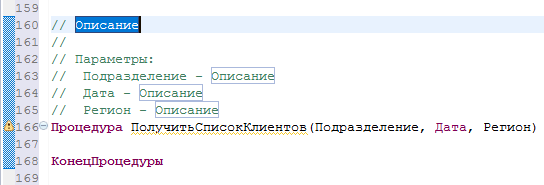 159
160 // Описание
161 //
162 // Параметры:
163 //  Подразделение - Описание
164 //  Дата - Описание
165 //  Регион - Описание
166 Процедура ПолучитьСписокКлиентов(Подразделение, Дата, Регион)
167
168 КонецПроцедуры
169